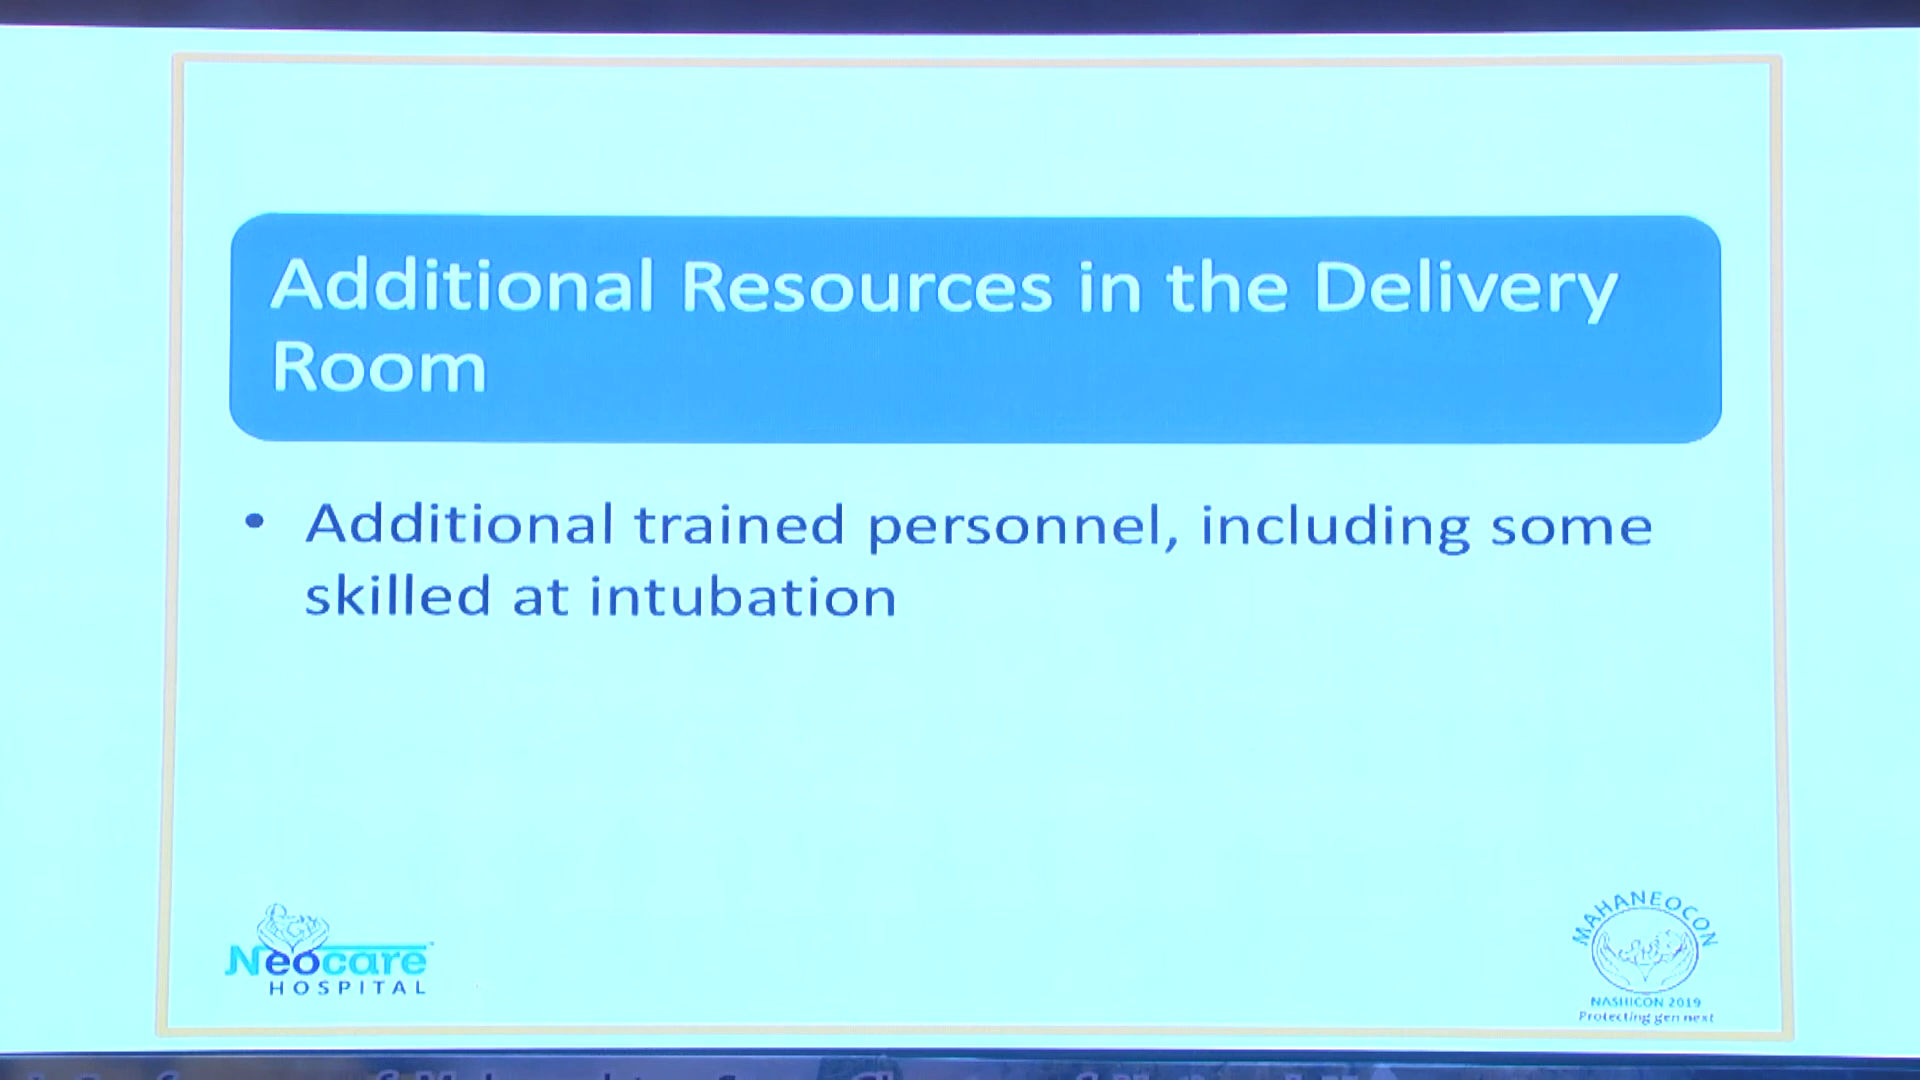 Additional Resources in the Delivery
Room
• Additional trained personnel, including some
skilled at intubation
Neocare
HOSPITAL
MAHANEOCON
NASHICON 2019
Protecting gen next